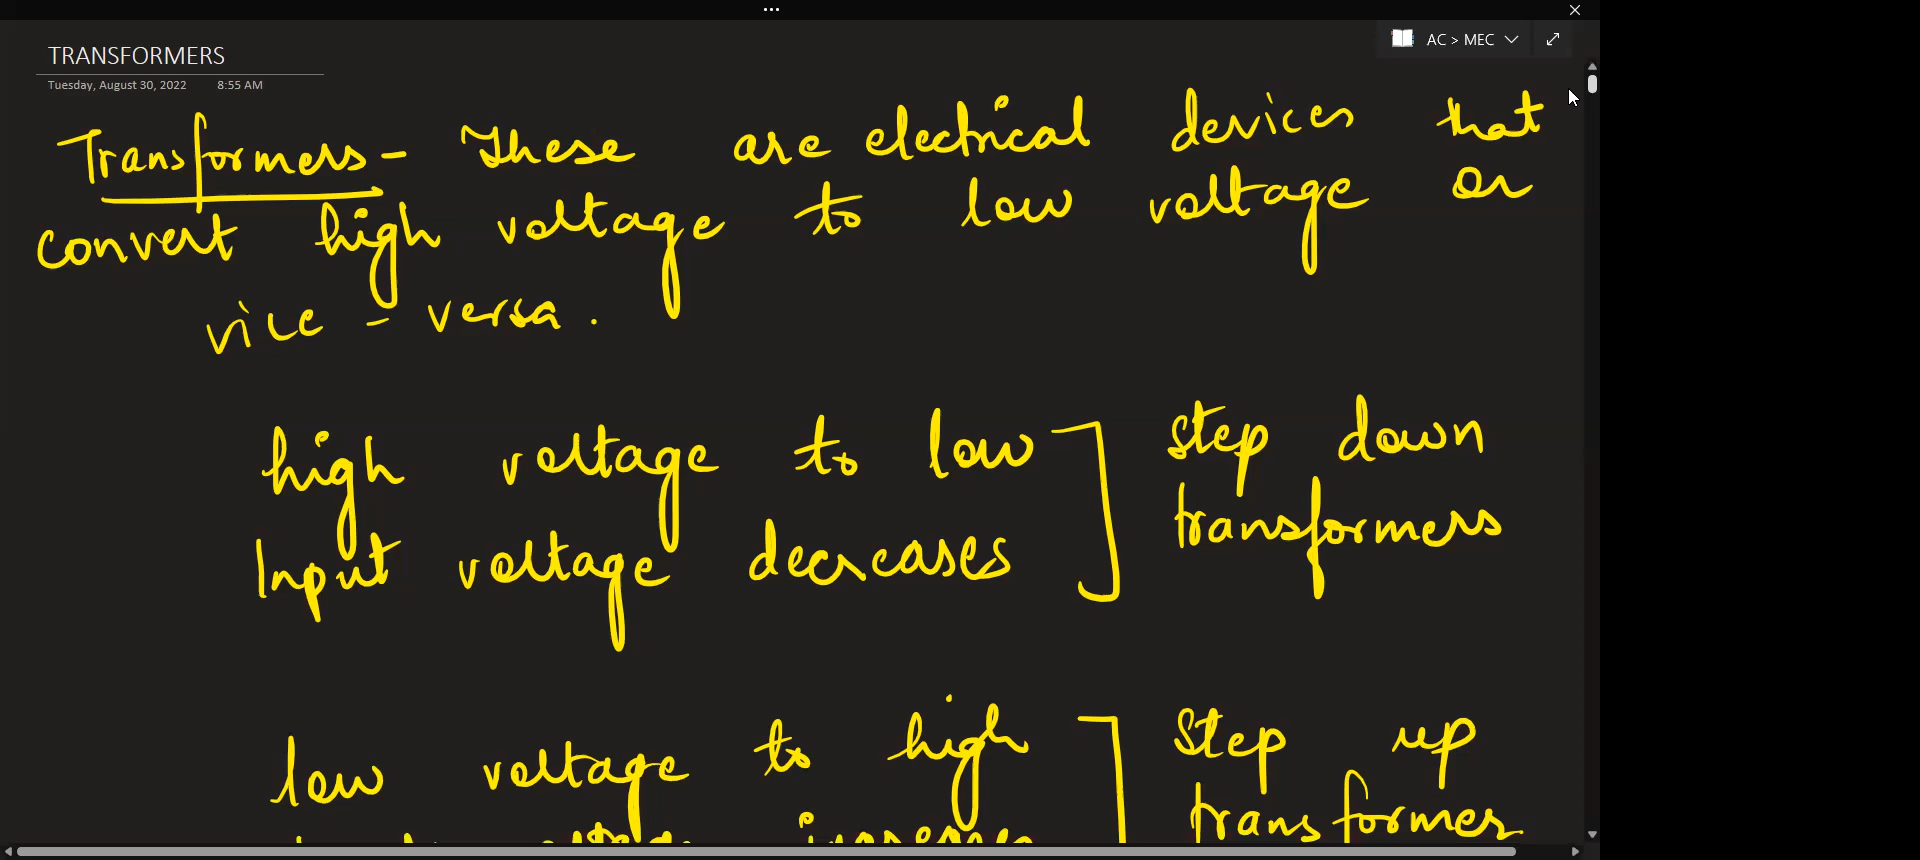 TRANSFORMERS
AC > MEC
Tuesday, August 30, 2022 8:55 AM
Transformers - These are electrical devices that
convert high voltage to low voltage or
vice - versa.
high voltage to low
Input voltage decreases
step down
transformers
low voltage to high
Step up
transformer